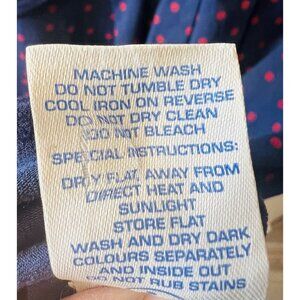 MACHINE WASH
DO NOT TUMBLE DRY
COOL IRON ON REVERSE
DO NOT DRY CLEAN
DO NOT BLEACH
SPECIAL INSTRUCTIONS:
DRY FLAT, AWAY FROM
DIRECT HEAT AND
SUNLIGHT
STORE FLAT
WASH AND DRY DARK
COLOURS SEPARATELY
AND INSIDE OUT
DO NOT RUB STAINS